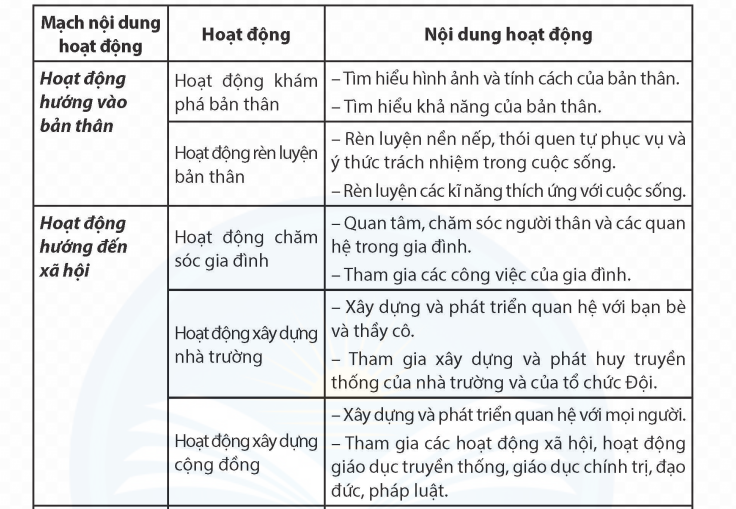 Mạch nội dung
hoạt động
Hoạt động
Nội dung hoạt động
Hoạt động
hướng vào
bản thân
Hoạt động khám
phá bản thân
– Tìm hiểu hình ảnh và tính cách của bản thân.
– Tìm hiểu khả năng của bản thân.
Hoạt động rèn luyện
bản thân
– Rèn luyện nền nếp, thói quen tự phục vụ và
ý thức trách nhiệm trong cuộc sống.
– Rèn luyện các kĩ năng thích ứng với cuộc sống.
Hoạt động
hướng đến
xã hội
Hoạt động chăm
sóc gia đình
– Quan tâm, chăm sóc người thân và các quan
hệ trong gia đình.
– Tham gia các công việc của gia đình.
Hoạt động xây dựng
nhà trường
– Xây dựng và phát triển quan hệ với bạn bè
và thầy cô.
– Tham gia xây dựng và phát huy truyền
thống của nhà trường và của tổ chức Đội.
Hoạt động xây dựng
cộng đồng
– Xây dựng và phát triển quan hệ với mọi người.
– Tham gia các hoạt động xã hội, hoạt động
giáo dục truyền thống, giáo dục chính trị, đạo
đức, pháp luật.